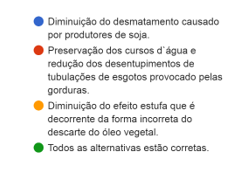 Diminuição do desmatamento causado
por produtores de soja.
Preservação dos cursos d`água e
redução dos desentupimentos de
tubulações de esgotos provocado pelas
gorduras.
Diminuição do efeito estufa que é
decorrente da forma incorreta do
descarte do óleo vegetal.
Todos as alternativas estão corretas.